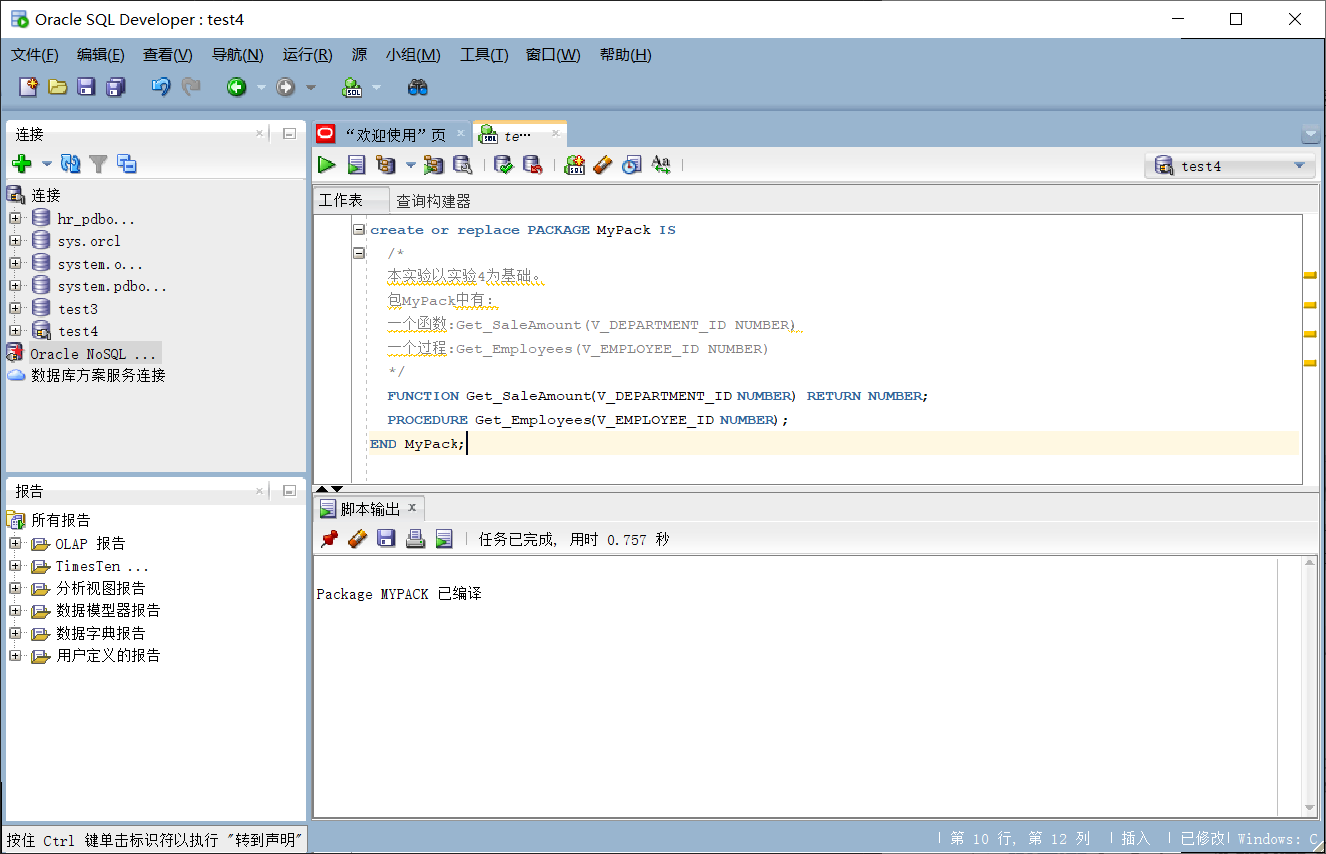 Oracle SQL Developer : test4
文件(F) 编辑(E) 查看(V) 导航(N) 运行(R) 源 小组(M) 工具(T) 窗口(W) 帮助(H)
连接
连接
hr_pdbo...
sys.orcl
system.o...
system.pdbo...
test3
test4
Oracle NoSQL ...
数据库方案服务连接
报告
所有报告
OLAP 报告
TimesTen ...
分析视图报告
数据模型器报告
数据字典报告
用户定义的报告
“欢迎使用”页 te…
test4
工作表 查询构建器
create or replace PACKAGE MyPack IS
/*
本实验以实验4为基础。
包MyPack中有：
一个函数:Get_SaleAmount(V_DEPARTMENT_ID NUMBER)
一个过程:Get_Employees(V_EMPLOYEE_ID NUMBER)
*/
FUNCTION Get_SaleAmount(V_DEPARTMENT_ID NUMBER) RETURN NUMBER;
PROCEDURE Get_Employees(V_EMPLOYEE_ID NUMBER);
END MyPack;
脚本输出
任务已完成, 用时 0.757 秒
Package MYPACK 已编译
按住 Ctrl 键单击标识符以执行 "转到声明"
第 10 行, 第 12 列 | 插入 | 已修改| Windows: C